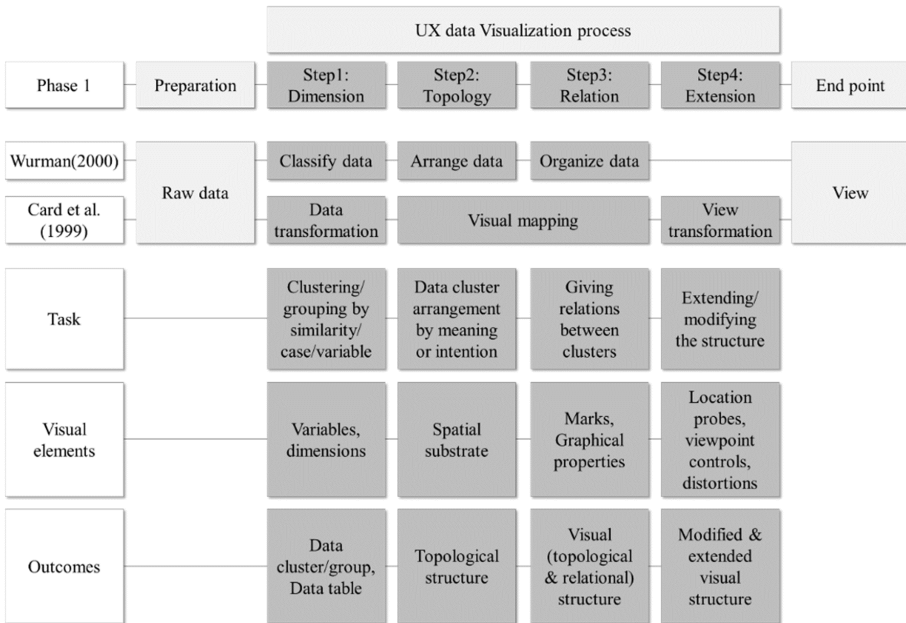 UX data Visualization process
Phase 1
Preparation
Step1:
Dimension
Step2:
Topology
Step3:
Relation
Step4:
Extension
End point
Wurman(2000)
Raw data
Classify data
Arrange data
Organize data
View
Card et al.
(1999)
Data
transformation
Visual mapping
View
transformation
Task
Clustering/
grouping by
similarity/
case/variable
Data cluster
arrangement
by meaning
or intention
Giving
relations
between
clusters
Extending/
modifying
the structure
Visual
elements
Variables,
dimensions
Spatial
substrate
Marks,
Graphical
properties
Location
probes,
viewpoint
controls,
distortions
Outcomes
Data
cluster/group,
Data table
Topological
structure
Visual
(topological
& relational)
structure
Modified &
extended
visual
structure